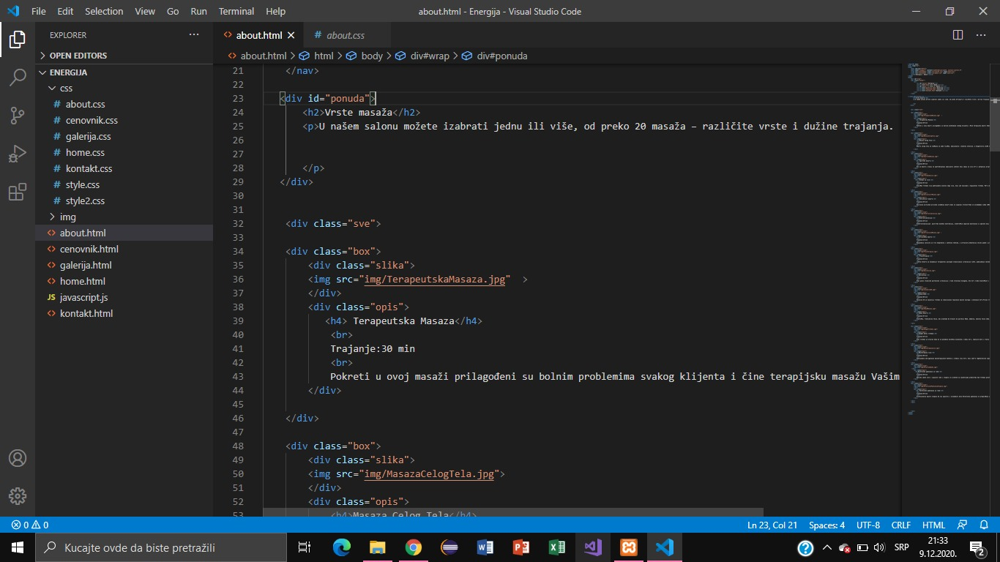 File Edit Selection View Go Run Terminal Help about.html - Energija - Visual Studio Code
EXPLORER
OPEN EDITORS
ENERGIJA
css
# about.css
# cenovnik.css
# galerija.css
# home.css
# kontakt.css
# style.css
# style2.css
img
<> about.html
<> cenovnik.html
<> galerija.html
<> home.html
JS javascript.js
<> kontakt.html
<> about.html # about.css
<> about.html > html > body > div#wrap > div#ponuda
21 </nav>
22
23 <div id="ponuda">
24 <h2>Vrste masaža</h2>
25 <p>U našem salonu možete izabrati jednu ili više, od preko 20 masaža – različite vrste i dužine trajanja.
26
27
28 </p>
29 </div>
30
31
32 <div class="sve">
33
34 <div class="box">
35 <div class="slika">
36 <img src="img/TerapeutskaMasaza.jpg" >
37 </div>
38 <div class="opis">
39 <h4> Terapeutska Masaza</h4>
40 <br>
41 Trajanje:30 min
42 <br>
43 Pokreti u ovoj masaži prilagođeni su bolnim problemima svakog klijenta i čine terapijsku masažu Vašim
44 </div>
45
46 </div>
47
48 <div class="box">
49 <div class="slika">
50 <img src="img/MasazaCelogTela.jpg">
51 </div>
52 <div class="opis">
53 <h4>Masaza Celog Tela</h4>
0 0 Ln 23, Col 21 Spaces: 4 UTF-8 CRLF HTML
Kucajte ovde da biste pretražili
SRP
21:33
9.12.2020.
2